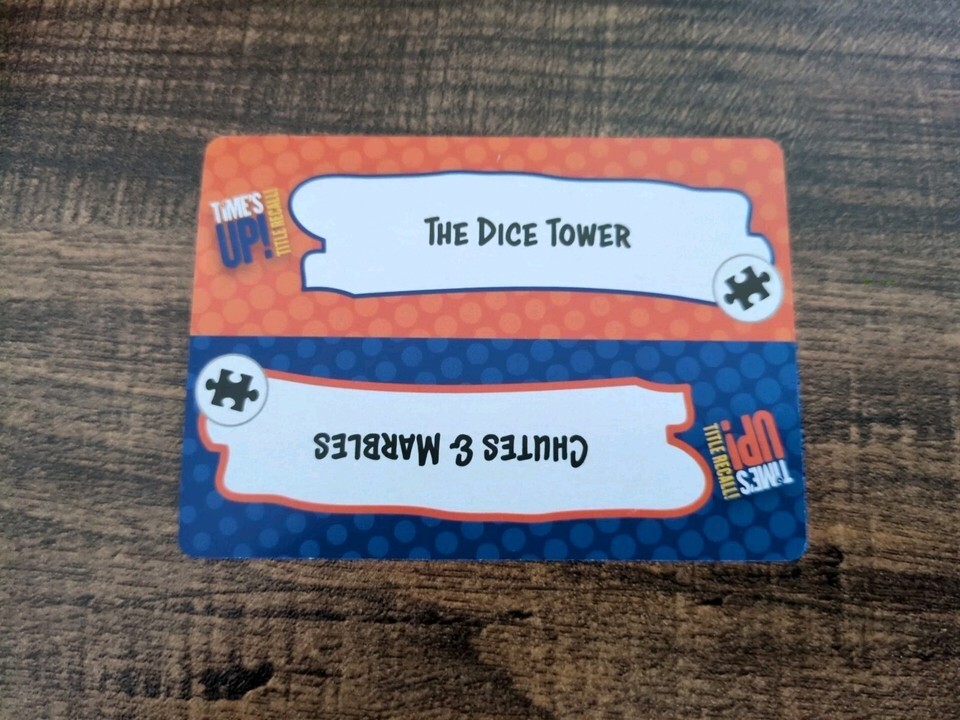 TiME'S
UP!
TITLE RECALL!
THE DICE TOWER
CHUTES & MARBLES
TiME'S
UP!
TITLE RECALL!